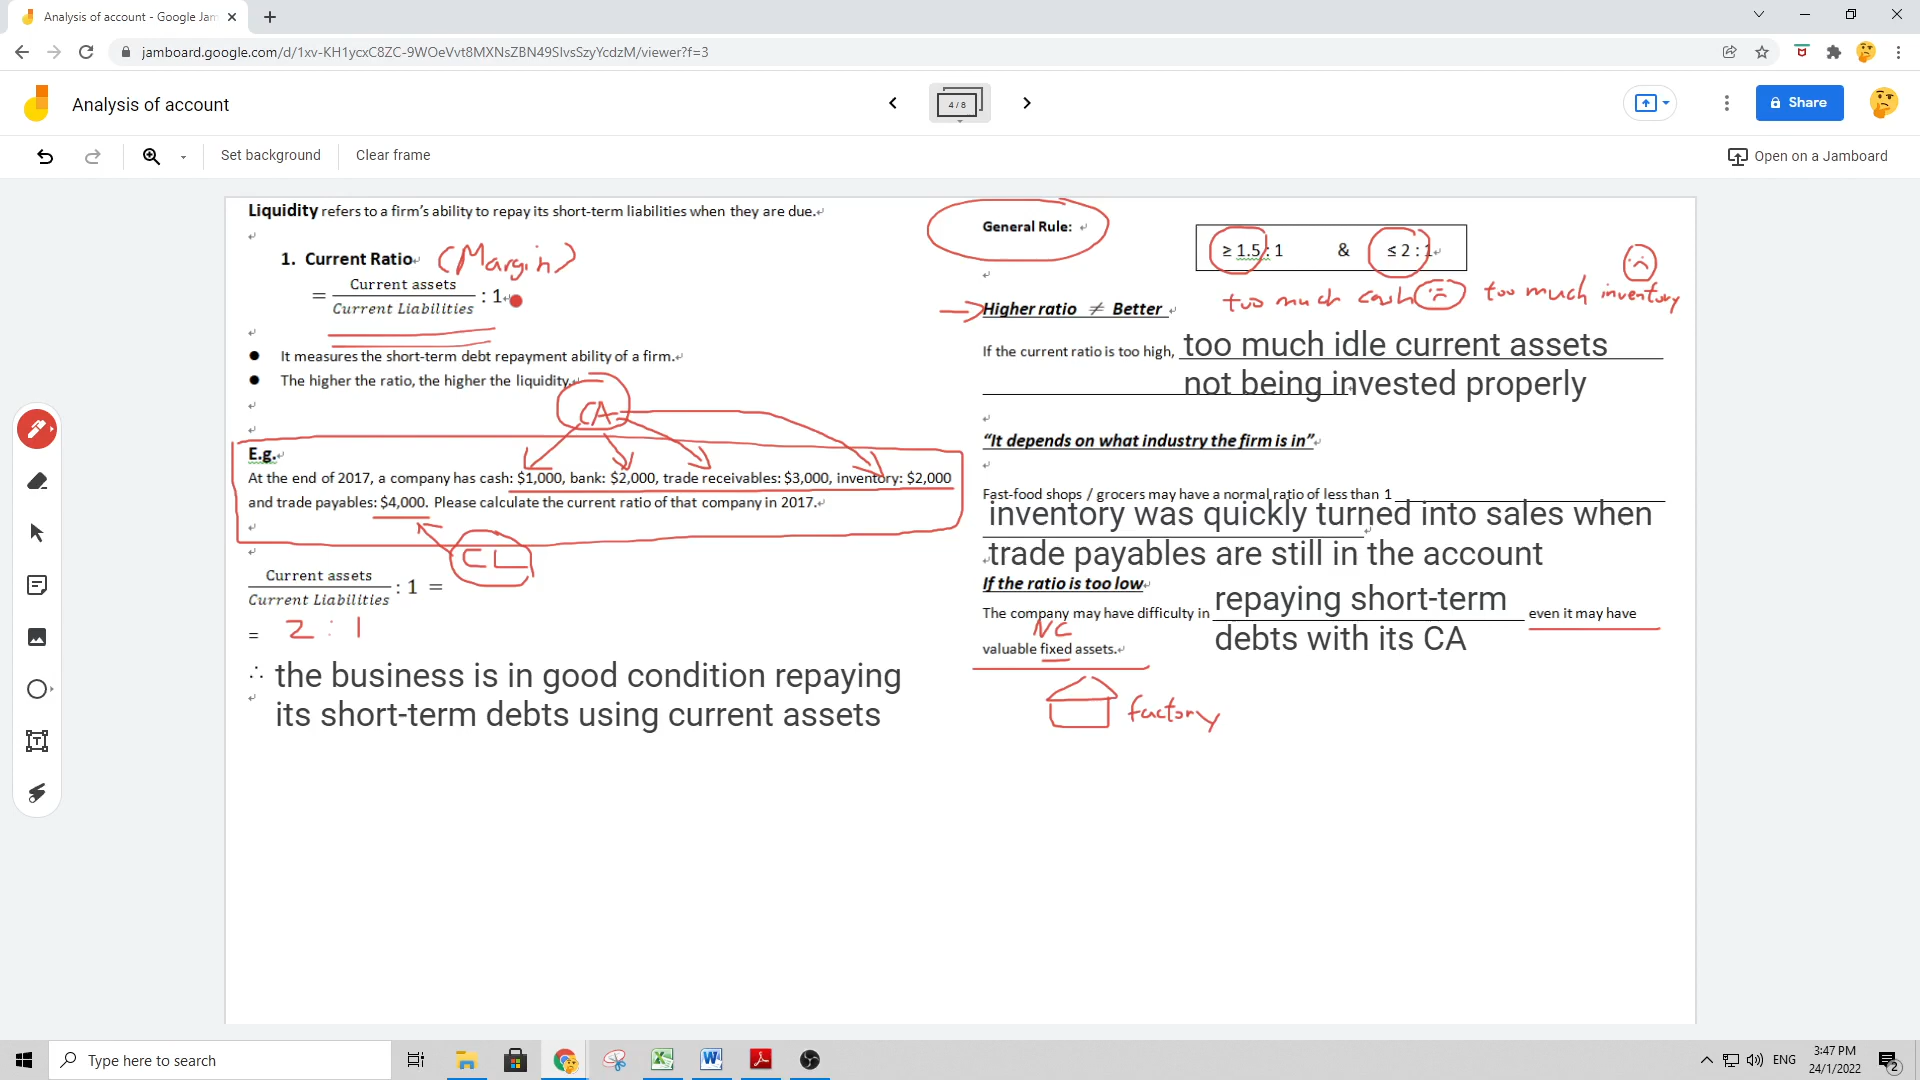 Analysis of account - Google Jam
jamboard.google.com/d/1xv-KH1ycxC8ZC-9WOeVvt8MXNsZBN49SlvsSzyYcdzM/viewer?f=3
Analysis of account
4 / 8
Share
Set background
Clear frame
Open on a Jamboard
Liquidity refers to a firm's ability to repay its short-term liabilities when they are due.
1. Current Ratio (Margin)
= Current assets
Current Liabilities : 1
● It measures the short-term debt repayment ability of a firm.
● The higher the ratio, the higher the liquidity.
CA
E.g.
At the end of 2017, a company has cash: $1,000, bank: $2,000, trade receivables: $3,000, inventory: $2,000
and trade payables: $4,000. Please calculate the current ratio of that company in 2017.
CL
Current assets
Current Liabilities : 1 =
= 2 : 1
∴ the business is in good condition repaying
its short-term debts using current assets
General Rule:
≥ 1.5 : 1 & ≤ 2 : 1
too much cash too much inventory
Higher ratio ≠ Better
If the current ratio is too high, too much idle current assets
not being invested properly
“It depends on what industry the firm is in”
Fast-food shops / grocers may have a normal ratio of less than 1
inventory was quickly turned into sales when
trade payables are still in the account
If the ratio is too low
The company may have difficulty in repaying short-term even it may have
debts with its CA
NC
valuable fixed assets.
factory
Type here to search
ENG
3:47 PM
24/1/2022
2